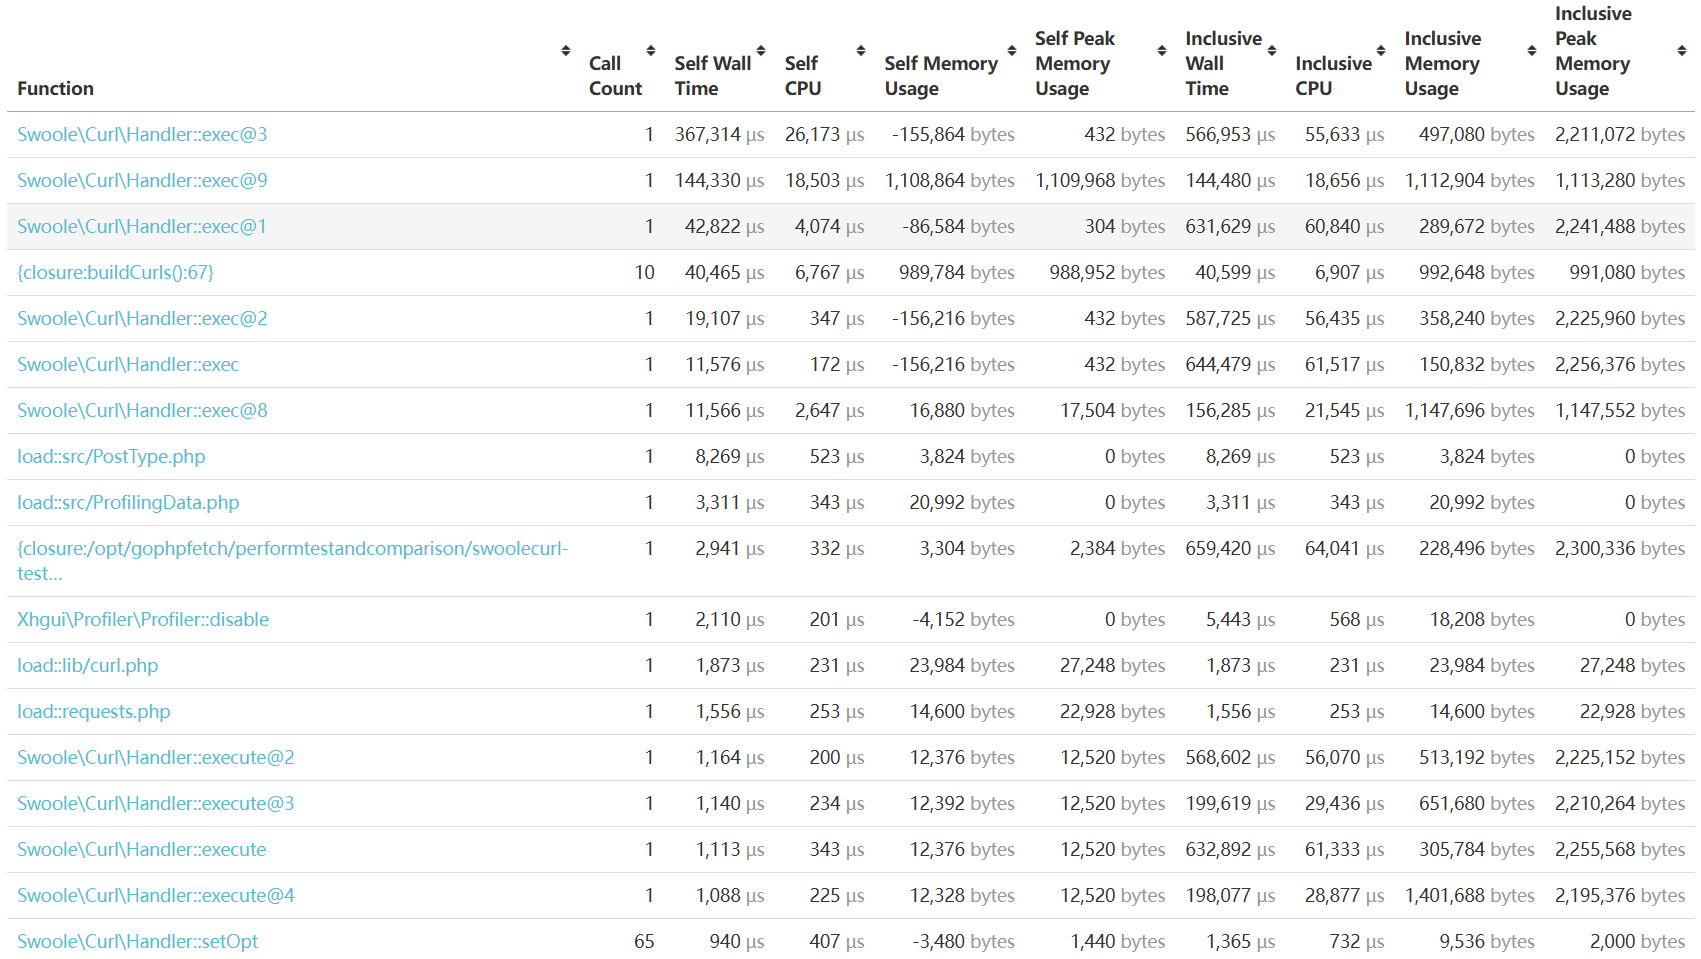 Function Call Count Self Wall Time Self CPU Self Memory Usage Self Peak Memory Usage Inclusive Wall Time Inclusive CPU Inclusive Memory Usage Inclusive Peak Memory Usage
Swoole\Curl\Handler::exec@3 1 367,314 µs 26,173 µs -155,864 bytes 432 bytes 566,953 µs 55,633 µs 497,080 bytes 2,211,072 bytes
Swoole\Curl\Handler::exec@9 1 144,330 µs 18,503 µs 1,108,864 bytes 1,109,968 bytes 144,480 µs 18,656 µs 1,112,904 bytes 1,113,280 bytes
Swoole\Curl\Handler::exec@1 1 42,822 µs 4,074 µs -86,584 bytes 304 bytes 631,629 µs 60,840 µs 289,672 bytes 2,241,488 bytes
{closure:buildCurls():67} 10 40,465 µs 6,767 µs 989,784 bytes 988,952 bytes 40,599 µs 6,907 µs 992,648 bytes 991,080 bytes
Swoole\Curl\Handler::exec@2 1 19,107 µs 347 µs -156,216 bytes 432 bytes 587,725 µs 56,435 µs 358,240 bytes 2,225,960 bytes
Swoole\Curl\Handler::exec 1 11,576 µs 172 µs -156,216 bytes 432 bytes 644,479 µs 61,517 µs 150,832 bytes 2,256,376 bytes
Swoole\Curl\Handler::exec@8 1 11,566 µs 2,647 µs 16,880 bytes 17,504 bytes 156,285 µs 21,545 µs 1,147,696 bytes 1,147,552 bytes
load::src/PostType.php 1 8,269 µs 523 µs 3,824 bytes 0 bytes 8,269 µs 523 µs 3,824 bytes 0 bytes
load::src/ProfilingData.php 1 3,311 µs 343 µs 20,992 bytes 0 bytes 3,311 µs 343 µs 20,992 bytes 0 bytes
{closure:/opt/gophpfetch/performtestandcomparison/swoolecurl- 1 2,941 µs 332 µs 3,304 bytes 2,384 bytes 659,420 µs 64,041 µs 228,496 bytes 2,300,336 bytes
test...
Xhgui\Profiler\Profiler::disable 1 2,110 µs 201 µs -4,152 bytes 0 bytes 5,443 µs 568 µs 18,208 bytes 0 bytes
load::lib/curl.php 1 1,873 µs 231 µs 23,984 bytes 27,248 bytes 1,873 µs 231 µs 23,984 bytes 27,248 bytes
load::requests.php 1 1,556 µs 253 µs 14,600 bytes 22,928 bytes 1,556 µs 253 µs 14,600 bytes 22,928 bytes
Swoole\Curl\Handler::execute@2 1 1,164 µs 200 µs 12,376 bytes 12,520 bytes 568,602 µs 56,070 µs 513,192 bytes 2,225,152 bytes
Swoole\Curl\Handler::execute@3 1 1,140 µs 234 µs 12,392 bytes 12,520 bytes 199,619 µs 29,436 µs 651,680 bytes 2,210,264 bytes
Swoole\Curl\Handler::execute 1 1,113 µs 343 µs 12,376 bytes 12,520 bytes 632,892 µs 61,333 µs 305,784 bytes 2,255,568 bytes
Swoole\Curl\Handler::execute@4 1 1,088 µs 225 µs 12,328 bytes 12,520 bytes 198,077 µs 28,877 µs 1,401,688 bytes 2,195,376 bytes
Swoole\Curl\Handler::setOpt 65 940 µs 407 µs -3,480 bytes 1,440 bytes 1,365 µs 732 µs 9,536 bytes 2,000 bytes